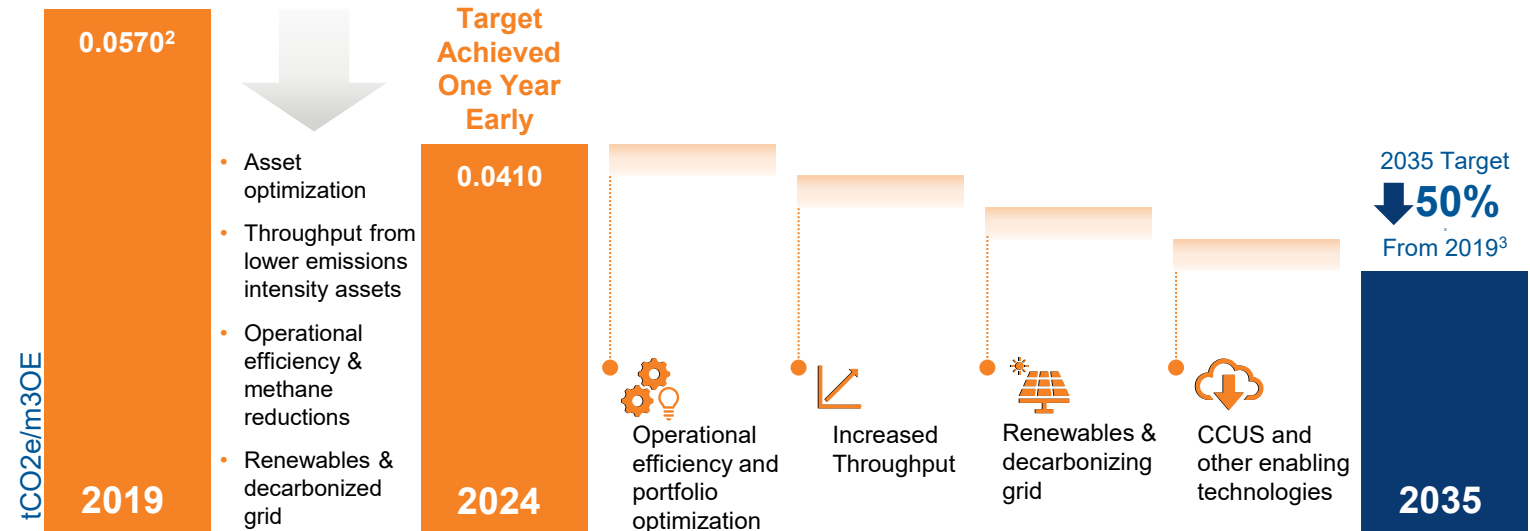 0.0570²
tCO2e/m3OE
2019
• Asset
optimization
• Throughput from
lower emissions
intensity assets
• Operational
efficiency &
methane
reductions
• Renewables &
decarbonized
grid
Target
Achieved
One Year
Early
0.0410
2024
Operational
efficiency and
portfolio
optimization
Increased
Throughput
Renewables &
decarbonizing
grid
CCUS and
other enabling
technologies
2035 Target
50%
From 2019³
2035